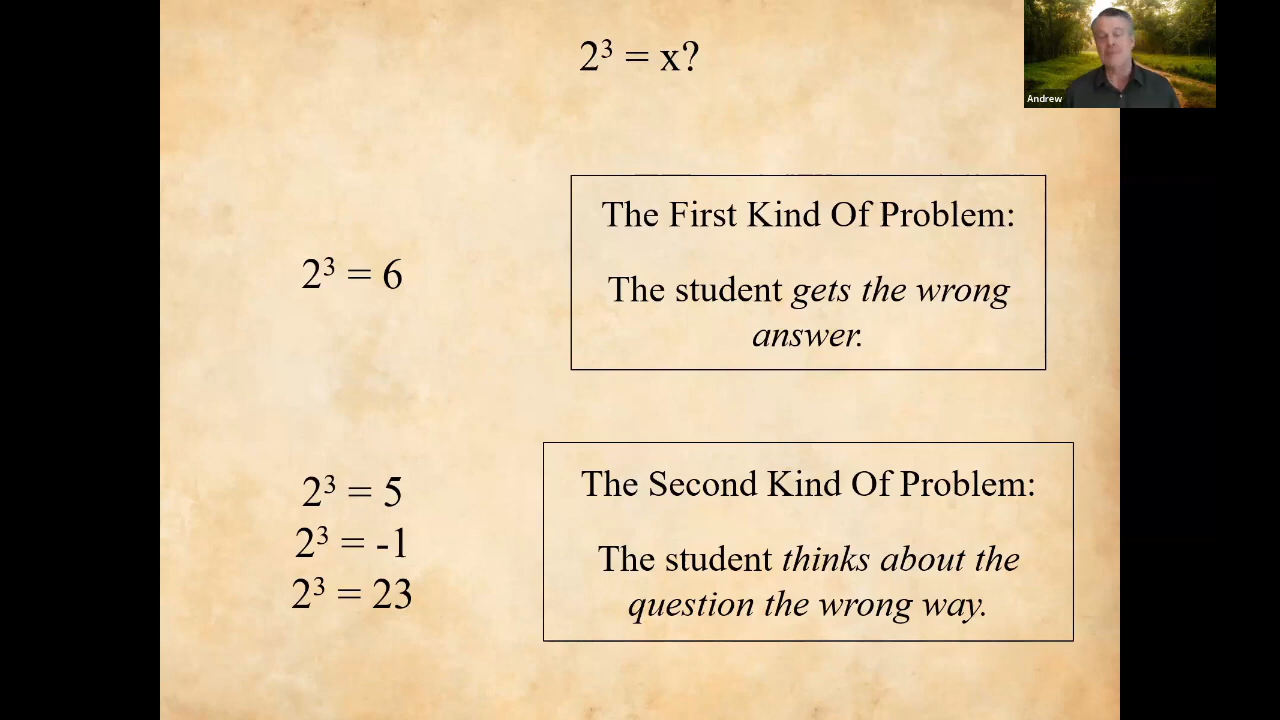 2³ = x?
Andrew
The First Kind Of Problem:
2³ = 6
The student gets the wrong
answer.
The Second Kind Of Problem:
2³ = 5
2³ = -1
2³ = 23
The student thinks about the
question the wrong way.